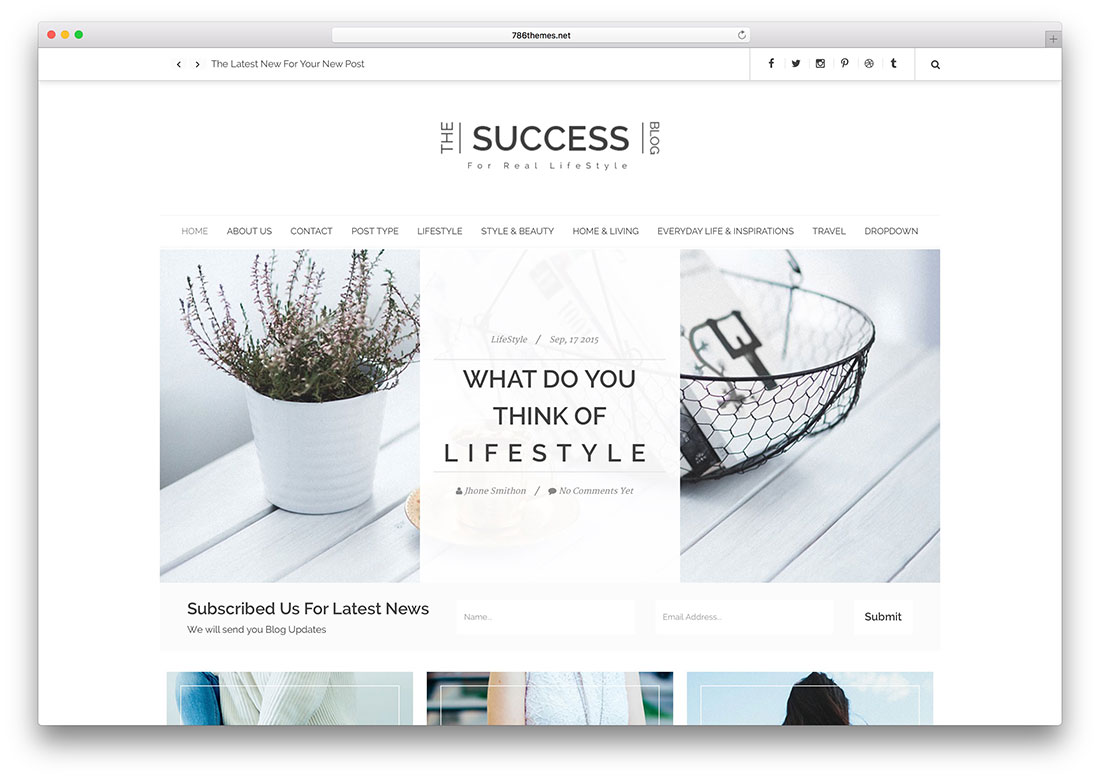 786themes.net
The Latest New For Your New Post
THE SUCCESS BLOG
For Real LifeStyle
HOME ABOUT US CONTACT POST TYPE LIFESTYLE STYLE & BEAUTY HOME & LIVING EVERYDAY LIFE & INSPIRATIONS TRAVEL DROPDOWN
LifeStyle / Sep, 17 2015
WHAT DO YOU
THINK OF
LIFESTYLE
Jhone Smithon / No Comments Yet
Subscribed Us For Latest News
We will send you Blog Updates
Name... Email Address... Submit